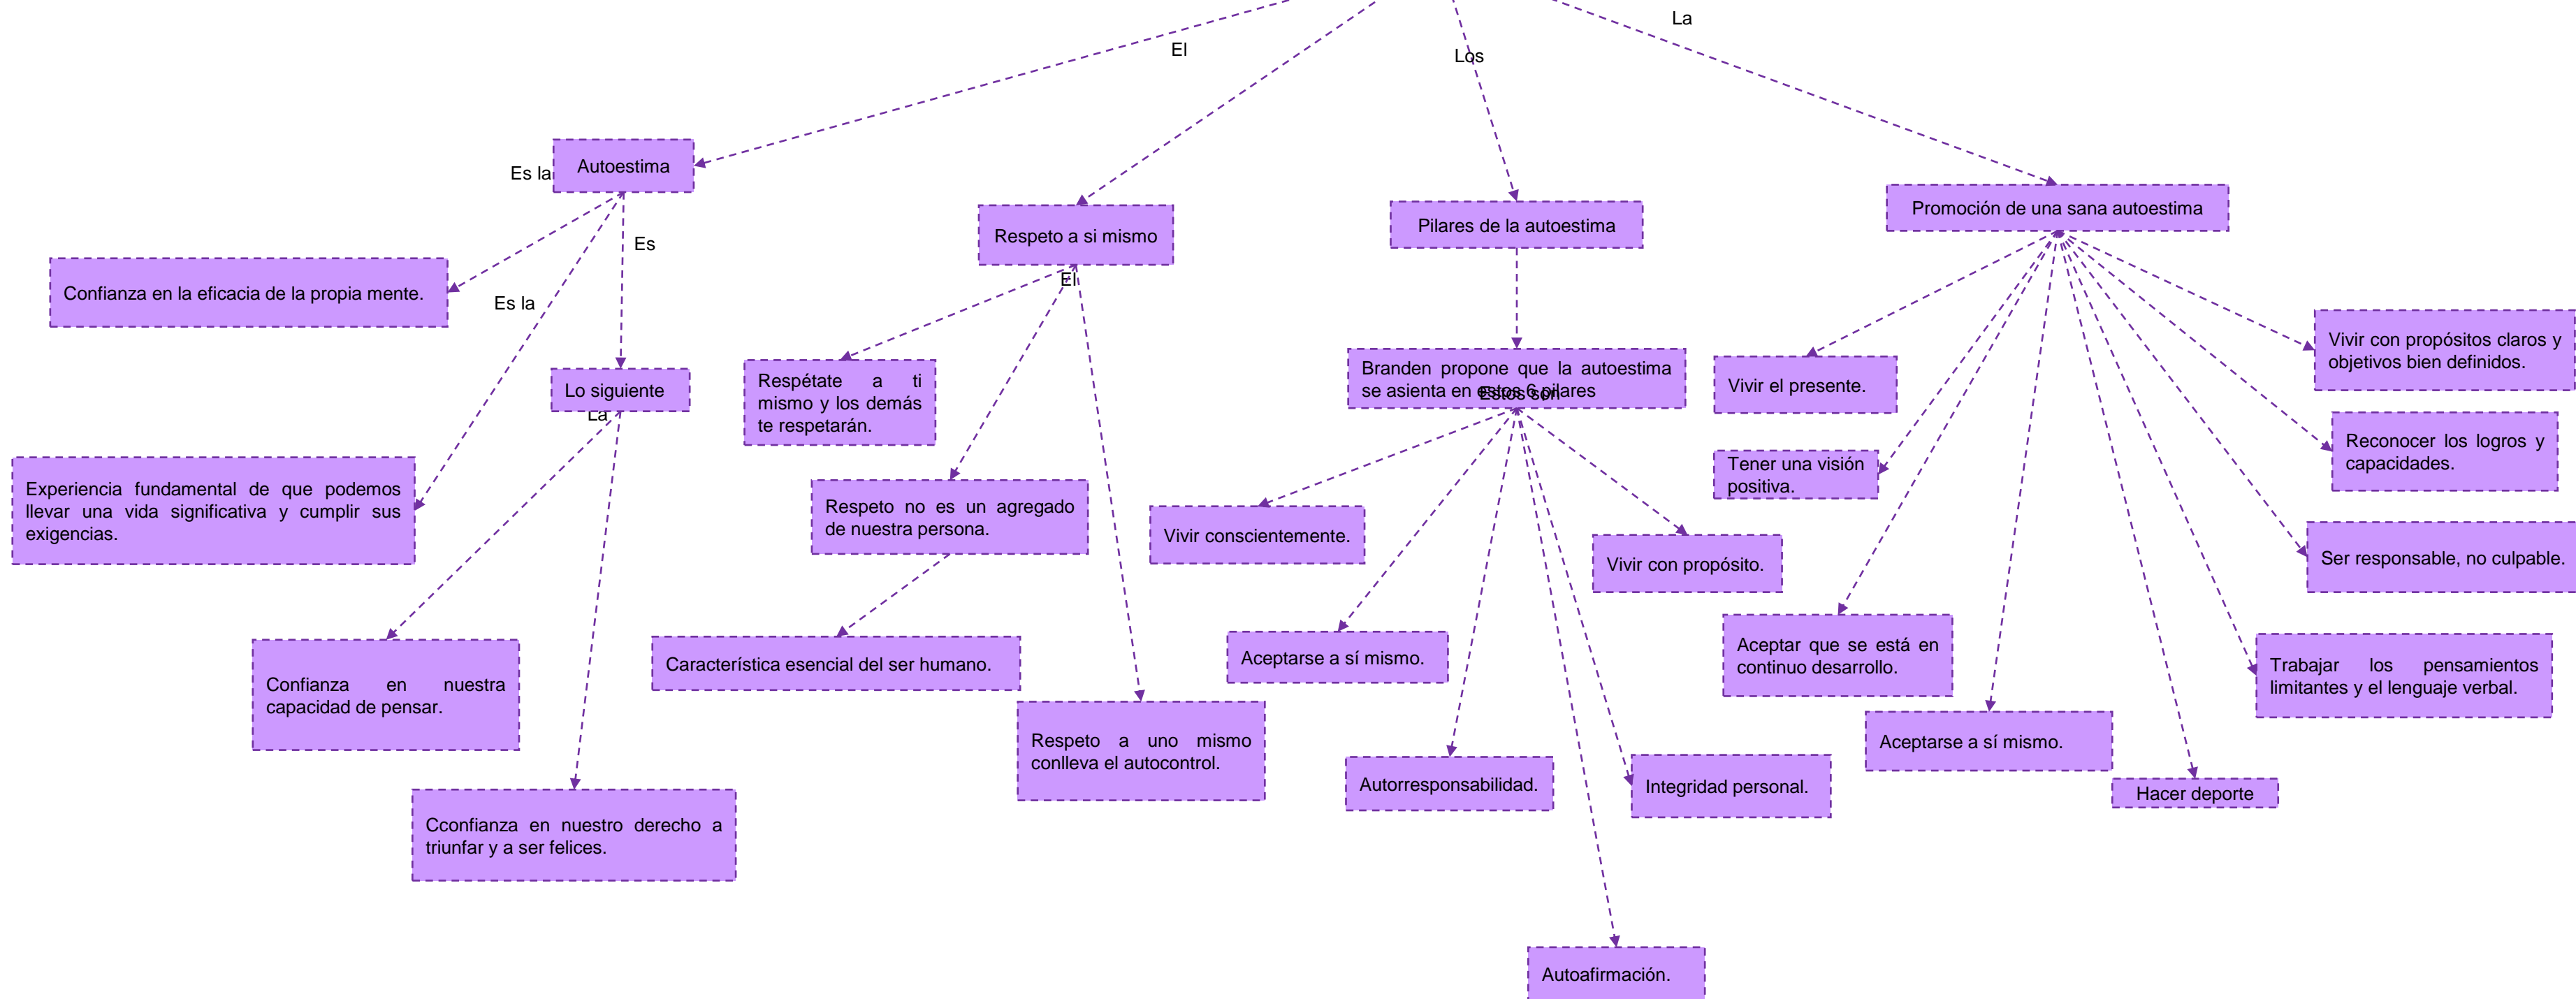 La
El
Los
Autoestima
Es la
Respeto a si mismo
Pilares de la autoestima
Promoción de una sana autoestima
Es
El
Confianza en la eficacia de la propia mente.
Es la
Lo siguiente
La
Respétate a ti
mismo y los demás
te respetarán.
Branden propone que la autoestima
se asienta en estos 6 pilares
Estos son
Vivir el presente.
Vivir con propósitos claros y
objetivos bien definidos.
Reconocer los logros y
capacidades.
Tener una visión
positiva.
Experiencia fundamental de que podemos
llevar una vida significativa y cumplir sus
exigencias.
Respeto no es un agregado
de nuestra persona.
Vivir conscientemente.
Vivir con propósito.
Ser responsable, no culpable.
Confianza en nuestra
capacidad de pensar.
Característica esencial del ser humano.
Aceptarse a sí mismo.
Aceptar que se está en
continuo desarrollo.
Trabajar los pensamientos
limitantes y el lenguaje verbal.
Respeto a uno mismo
conlleva el autocontrol.
Aceptarse a sí mismo.
Autorresponsabilidad.
Integridad personal.
Hacer deporte
Cconfianza en nuestro derecho a
triunfar y a ser felices.
Autoafirmación.